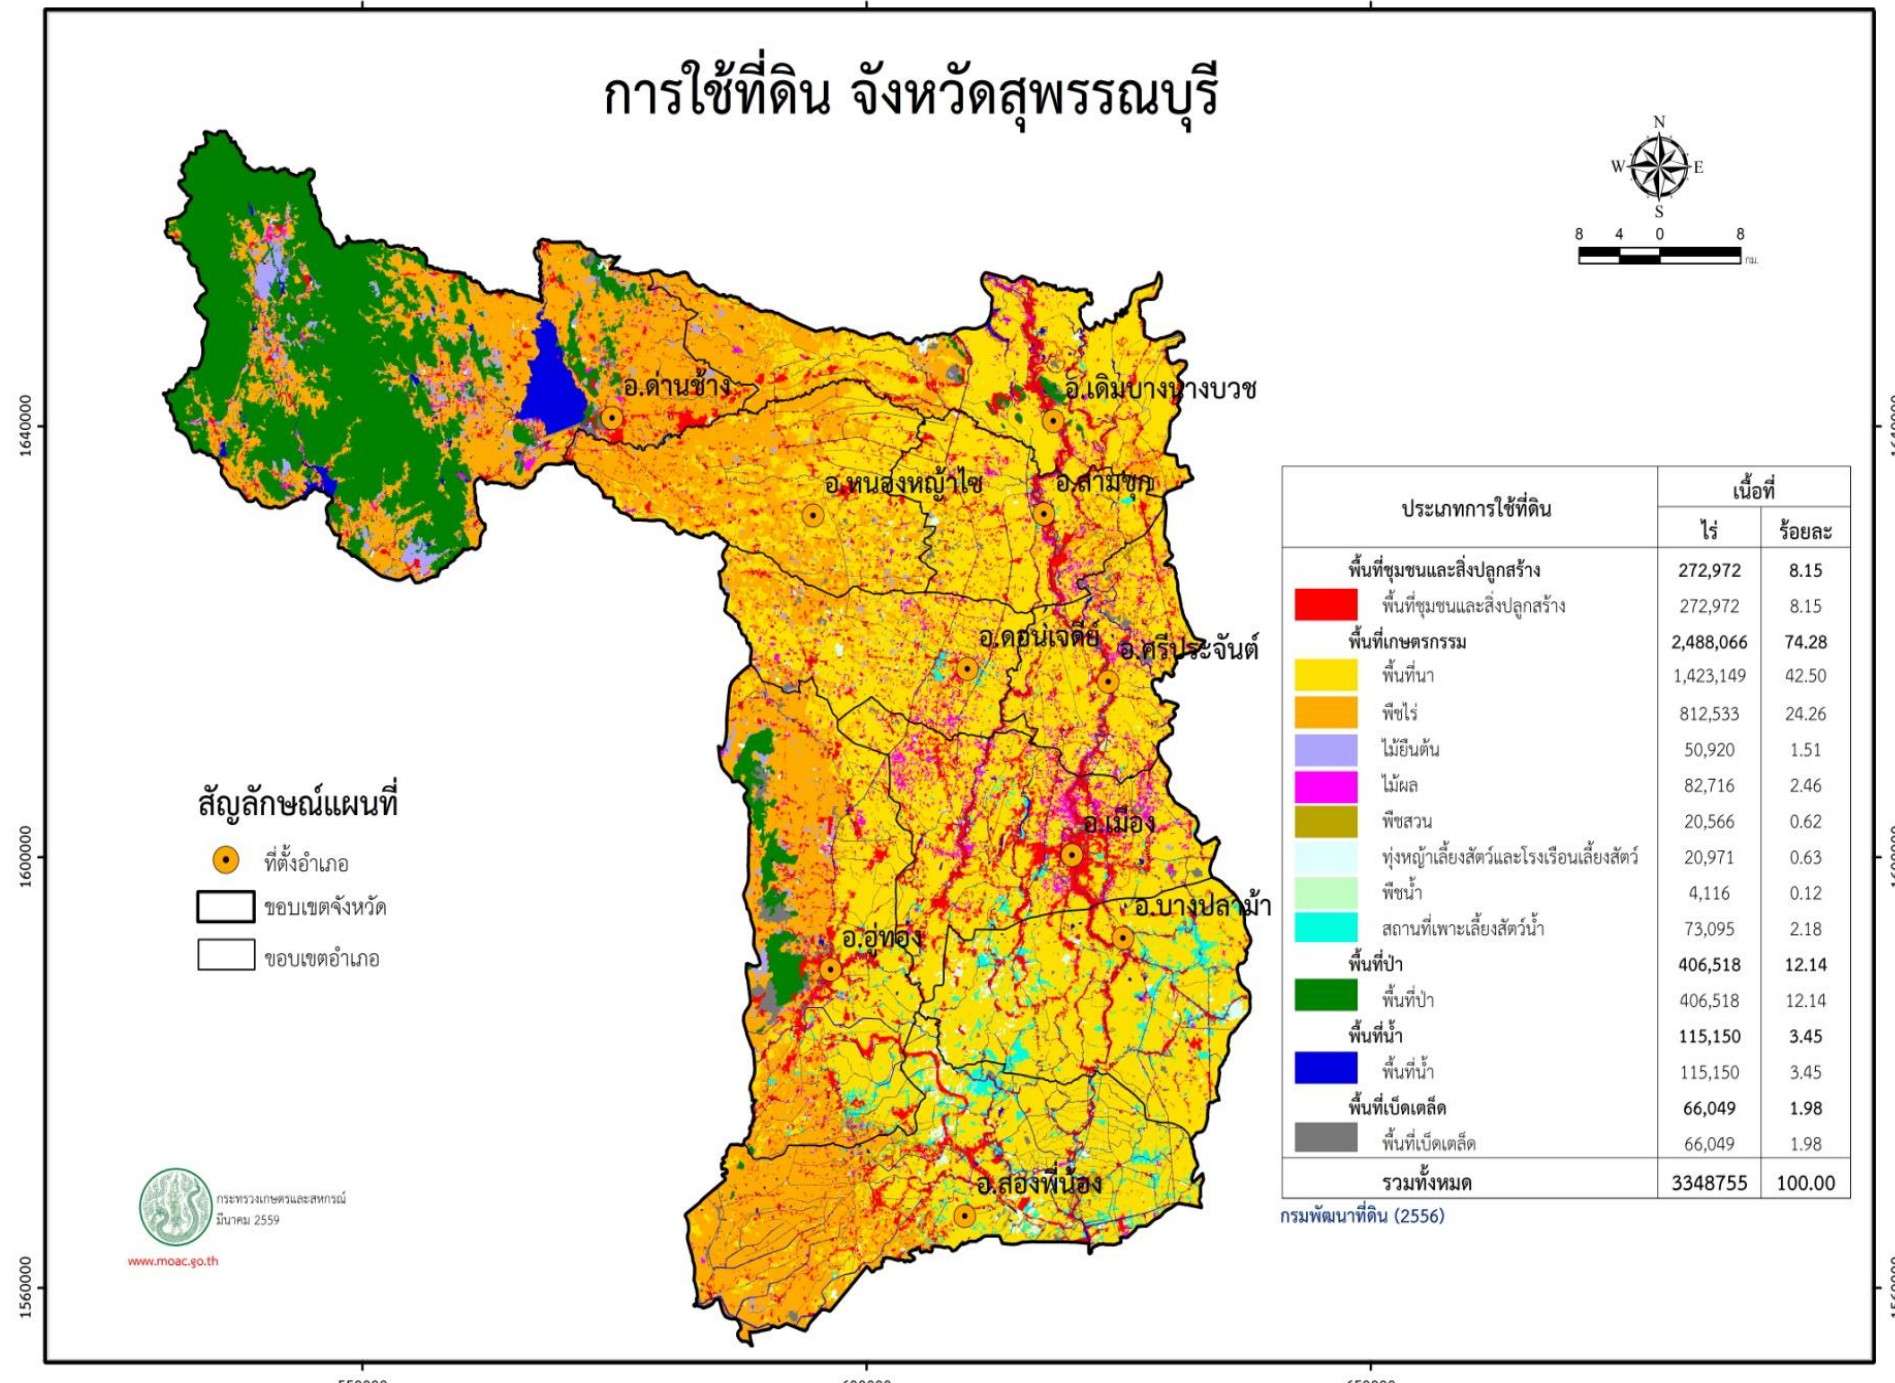 การใช้ที่ดิน จังหวัดสุพรรณบุรี
N
W E
S
8 4 0 8
กม.
อ.ด่านช้าง
อ.เดิมบางนางบวช
อ.หนองหญ้าไซ
อ.สามชุก
อ.ดอนเจดีย์
อ.ศรีประจันต์
อ.เมือง
อ.บางปลาม้า
อ.อู่ทอง
อ.สองพี่น้อง
1640000
1600000
1560000
สัญลักษณ์แผนที่
ที่ตั้งอำเภอ
ขอบเขตจังหวัด
ขอบเขตอำเภอ
กระทรวงเกษตรและสหกรณ์
มีนาคม 2559
www.moac.go.th
ประเภทการใช้ที่ดิน เนื้อที่
ไร่ ร้อยละ
พื้นที่ชุมชนและสิ่งปลูกสร้าง 272,972 8.15
พื้นที่ชุมชนและสิ่งปลูกสร้าง 272,972 8.15
พื้นที่เกษตรกรรม 2,488,066 74.28
พื้นที่นา 1,423,149 42.50
พืชไร่ 812,533 24.26
ไม้ยืนต้น 50,920 1.51
ไม้ผล 82,716 2.46
พืชสวน 20,566 0.62
ทุ่งหญ้าเลี้ยงสัตว์และโรงเรือนเลี้ยงสัตว์ 20,971 0.63
พืชน้ำ 4,116 0.12
สถานที่เพาะเลี้ยงสัตว์น้ำ 73,095 2.18
พื้นที่ป่า 406,518 12.14
พื้นที่ป่า 406,518 12.14
พื้นที่น้ำ 115,150 3.45
พื้นที่น้ำ 115,150 3.45
พื้นที่เบ็ดเตล็ด 66,049 1.98
พื้นที่เบ็ดเตล็ด 66,049 1.98
รวมทั้งหมด 3348755 100.00
กรมพัฒนาที่ดิน (2556)